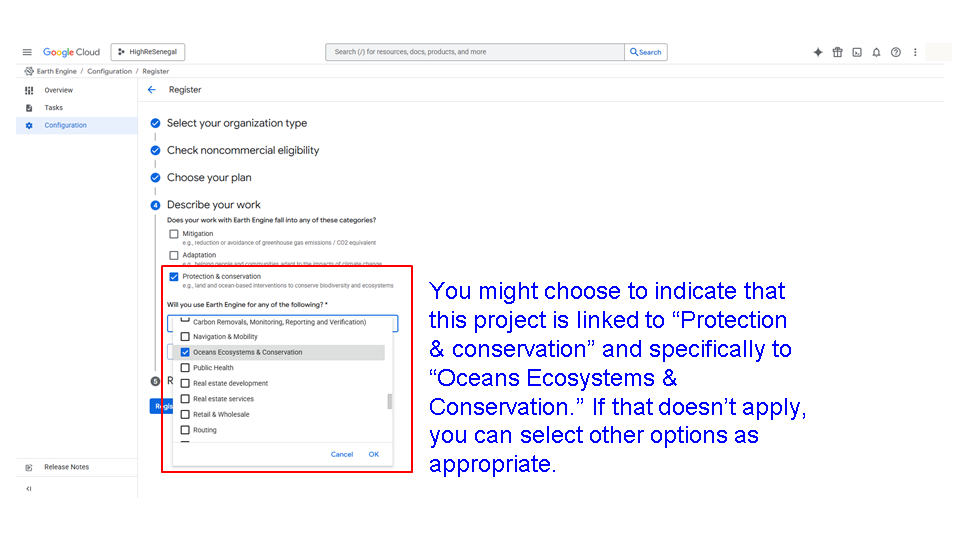 Google Cloud
HighReSenegal
Search (/) for resources, docs, products, and more
Search
Earth Engine / Configuration / Register
Overview
Tasks
Configuration
Register
Select your organization type
Check noncommercial eligibility
Choose your plan
4 Describe your work
Does your work with Earth Engine fall into any of these categories?
Mitigation
e.g., reduction or avoidance of greenhouse gas emissions / CO2 equivalent
Adaptation
e.g., helping people and communities adapt to the impacts of climate change
Protection & conservation
e.g., land and ocean-based interventions to conserve biodiversity and ecosystems
Will you use Earth Engine for any of the following? *
Carbon Removals, Monitoring, Reporting and Verification)
Navigation & Mobility
Oceans Ecosystems & Conservation
Public Health
Real estate development
Real estate services
Retail & Wholesale
Routing
Cancel OK
5 R
Regis
Release Notes
You might choose to indicate that
this project is linked to “Protection
& conservation” and specifically to
“Oceans Ecosystems &
Conservation.” If that doesn’t apply,
you can select other options as
appropriate.